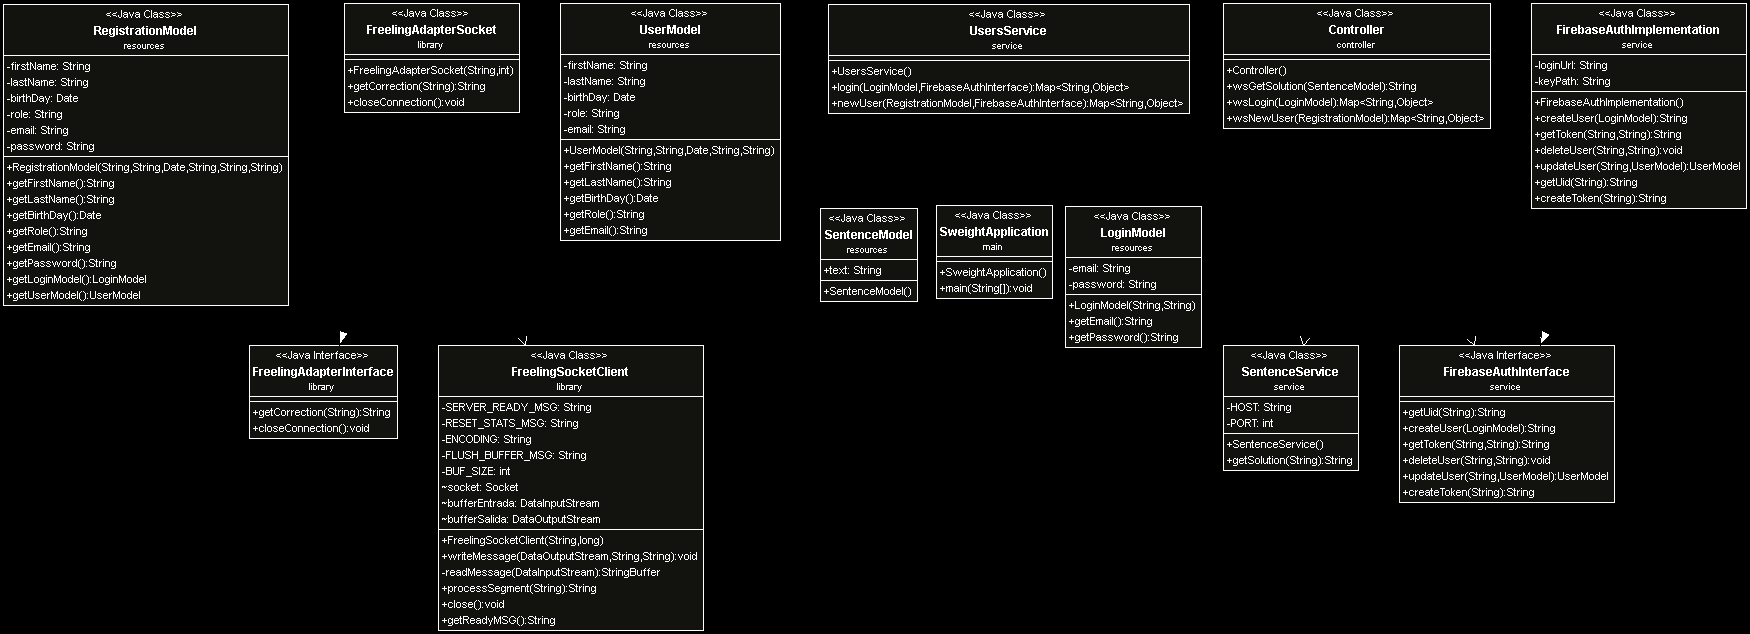 <<Java Class>>
RegistrationModel
resources
-firstName: String
-lastName: String
-birthDay: Date
-role: String
-email: String
-password: String
+RegistrationModel(String,String,Date,String,String,String)
+getFirstName():String
+getLastName():String
+getBirthDay():Date
+getRole():String
+getEmail():String
+getPassword():String
+getLoginModel():LoginModel
+getUserModel():UserModel
<<Java Class>>
FreelingAdapterSocket
library
+FreelingAdapterSocket(String,int)
+getCorrection(String):String
+closeConnection():void
<<Java Class>>
UserModel
resources
-firstName: String
-lastName: String
-birthDay: Date
-role: String
-email: String
+UserModel(String,String,Date,String,String)
+getFirstName():String
+getLastName():String
+getBirthDay():Date
+getRole():String
+getEmail():String
<<Java Class>>
UsersService
service
+UsersService()
+login(LoginModel,FirebaseAuthInterface):Map<String,Object>
+newUser(RegistrationModel,FirebaseAuthInterface):Map<String,Object>
<<Java Class>>
Controller
controller
+Controller()
+wsGetSolution(SentenceModel):String
+wsLogin(LoginModel):Map<String,Object>
+wsNewUser(RegistrationModel):Map<String,Object>
<<Java Class>>
FirebaseAuthImplementation
service
-loginUrl: String
-keyPath: String
+FirebaseAuthImplementation()
+createUser(LoginModel):String
+getToken(String,String):String
+deleteUser(String,String):void
+updateUser(String,UserModel):UserModel
+getUid(String):String
+createToken(String):String
<<Java Class>>
SentenceModel
resources
+text: String
+SentenceModel()
<<Java Class>>
SweightApplication
main
+SweightApplication()
+main(String[]):void
<<Java Class>>
LoginModel
resources
-email: String
-password: String
+LoginModel(String,String)
+getEmail():String
+getPassword():String
<<Java Interface>>
FreelingAdapterInterface
library
+getCorrection(String):String
+closeConnection():void
<<Java Class>>
FreelingSocketClient
library
-SERVER_READY_MSG: String
-RESET_STATS_MSG: String
-ENCODING: String
-FLUSH_BUFFER_MSG: String
-BUF_SIZE: int
~socket: Socket
~bufferEntrada: DataInputStream
~bufferSalida: DataOutputStream
+FreelingSocketClient(String,long)
+writeMessage(DataOutputStream,String,String):void
-readMessage(DataInputStream):StringBuffer
+processSegment(String):String
+close():void
+getReadyMSG():String
<<Java Class>>
SentenceService
service
-HOST: String
-PORT: int
+SentenceService()
+getSolution(String):String
<<Java Interface>>
FirebaseAuthInterface
service
+getUid(String):String
+createUser(LoginModel):String
+getToken(String,String):String
+deleteUser(String,String):void
+updateUser(String,UserModel):UserModel
+createToken(String):String